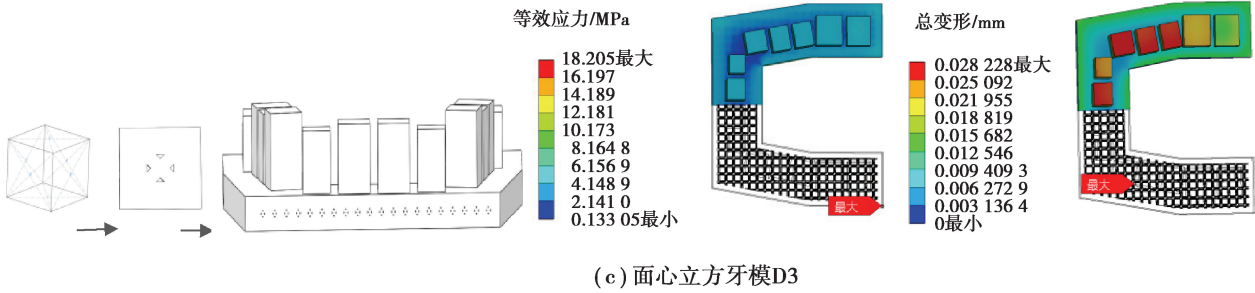 等效应力/MPa
18.205最大
16.197
14.189
12.181
10.173
8.164 8
6.156 9
4.148 9
2.141 0
0.133 05最小
最大
总变形/mm
0.028 228最大
0.025 092
0.021 955
0.018 819
0.015 682
0.012 546
0.009 409 3
0.006 272 9
0.003 136 4
0最小
最大
(c)面心立方牙模D3